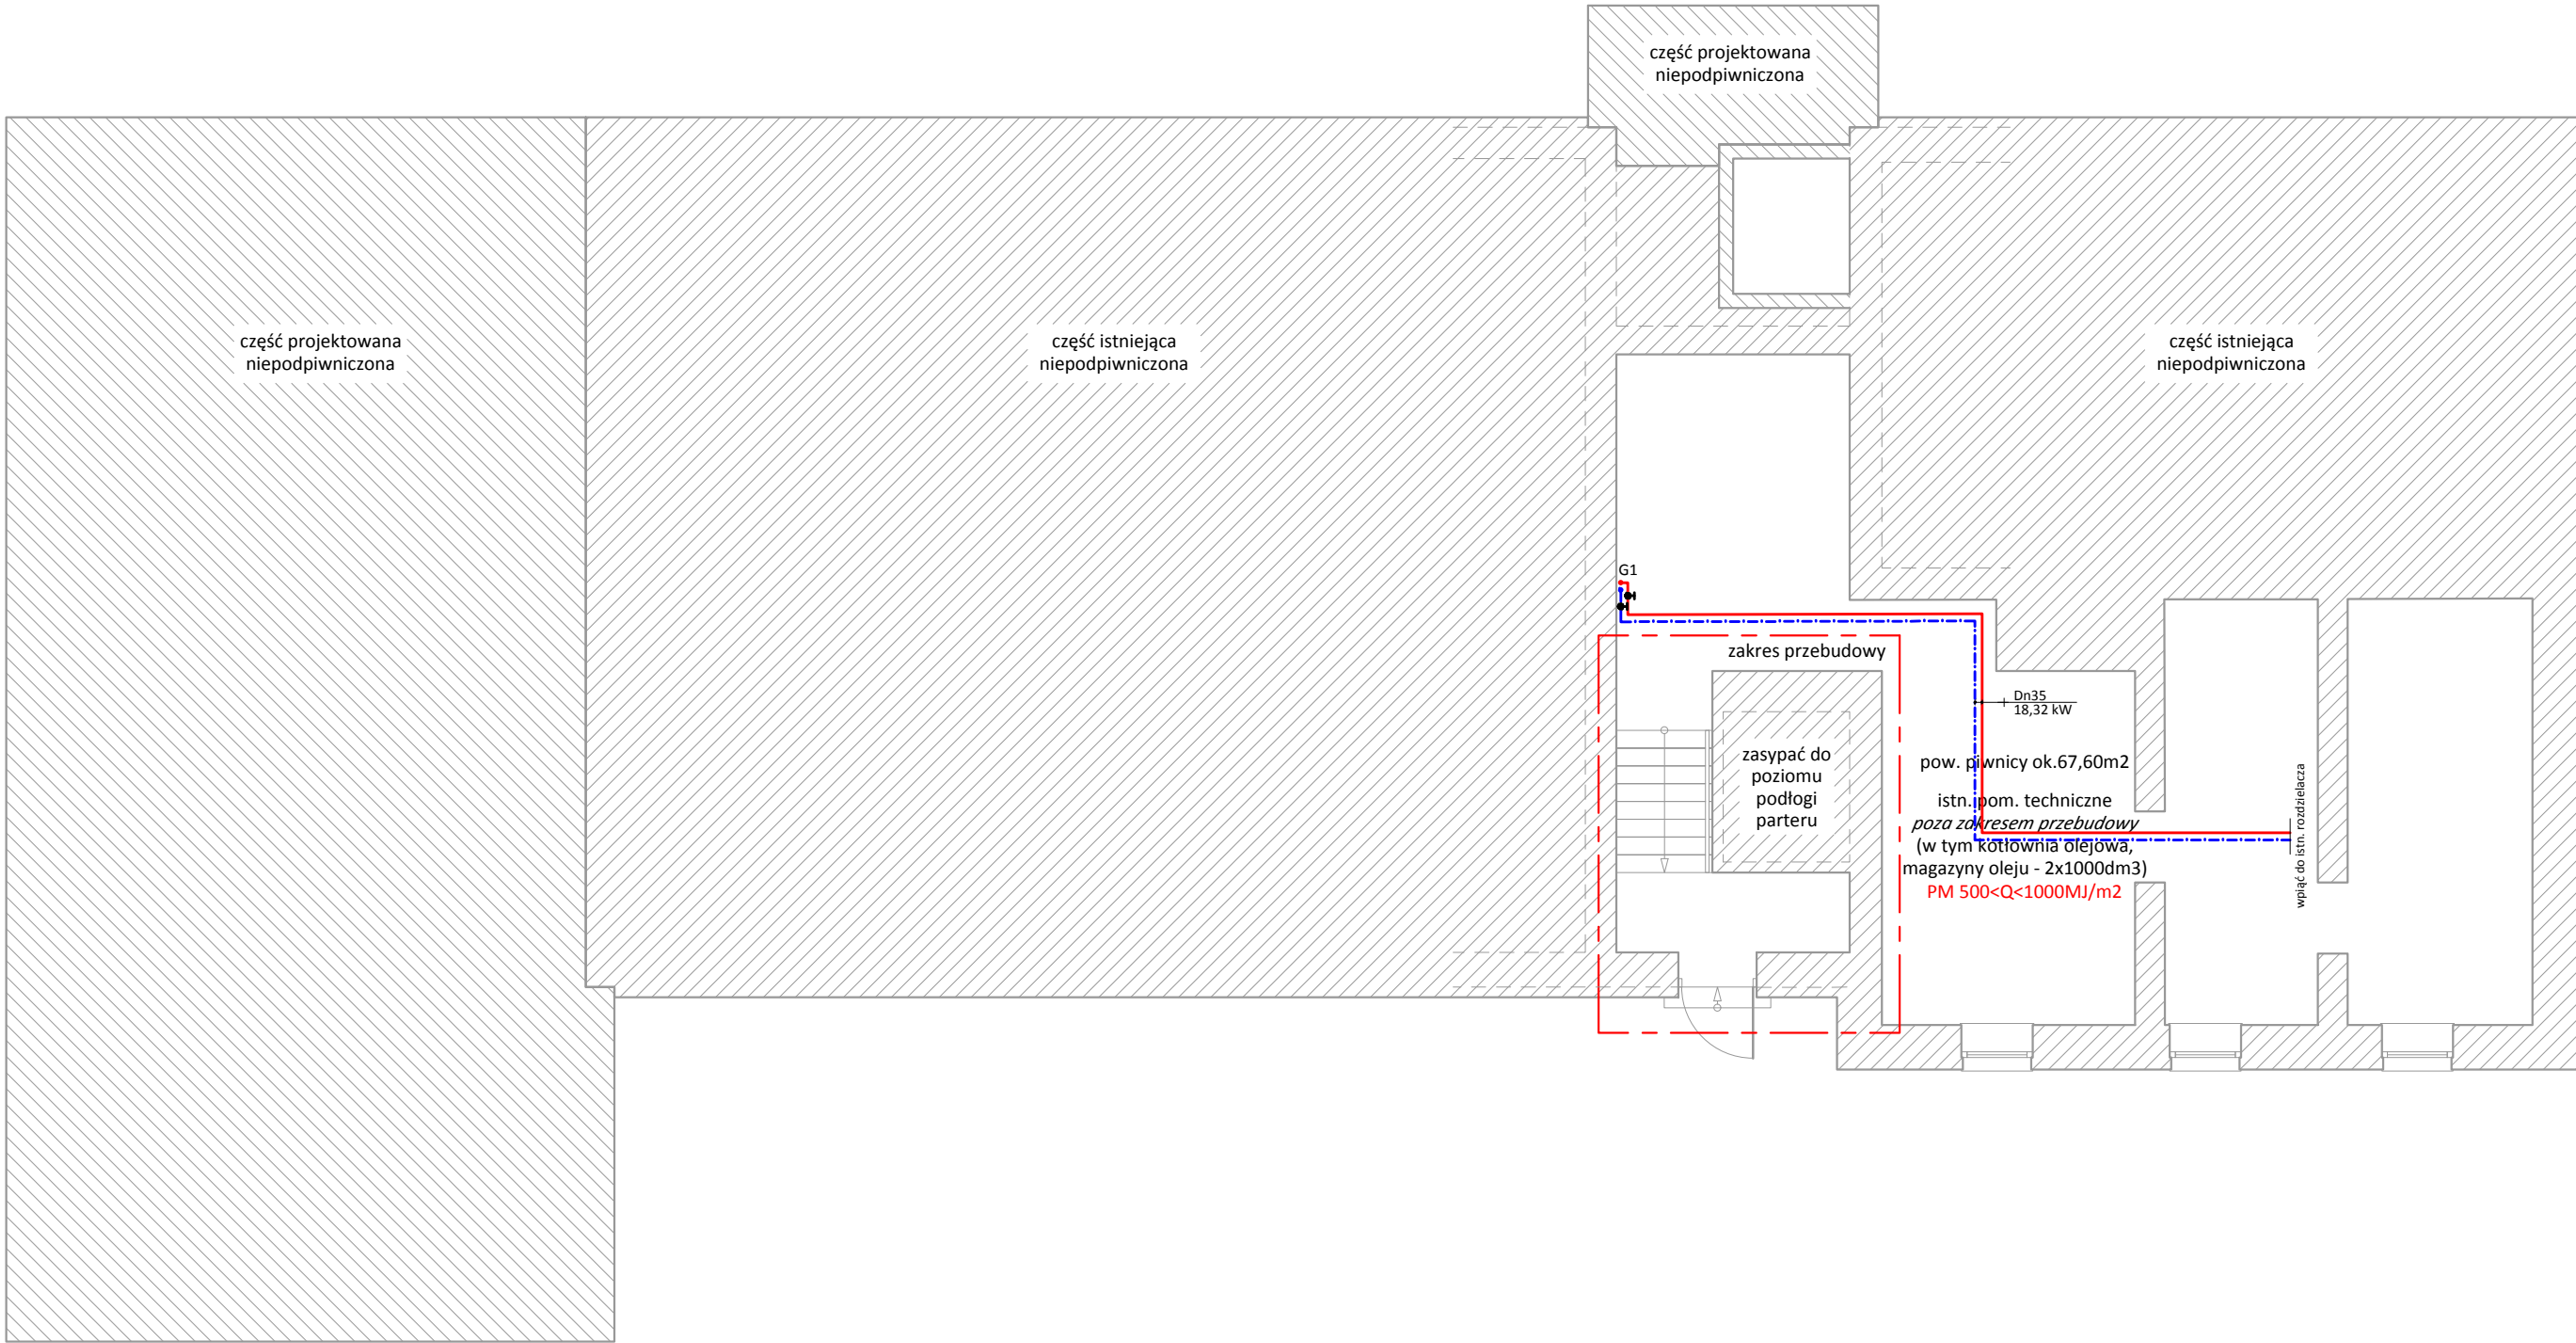 część projektowana
niepodpiwniczona
część projektowana
niepodpiwniczona
część istniejąca
niepodpiwniczona
część istniejąca
niepodpiwniczona
G1
zakres przebudowy
Dn35
18,32 kW
zasypać do
poziomu
podłogi
parteru
pow. piwnicy ok.67,60m2
istn. pom. techniczne
poza zakresem przebudowy
(w tym kotłownia olejowa,
magazyny oleju - 2x1000dm3)
PM 500<Q<1000MJ/m2
wpiąć do istn. rozdzielacza